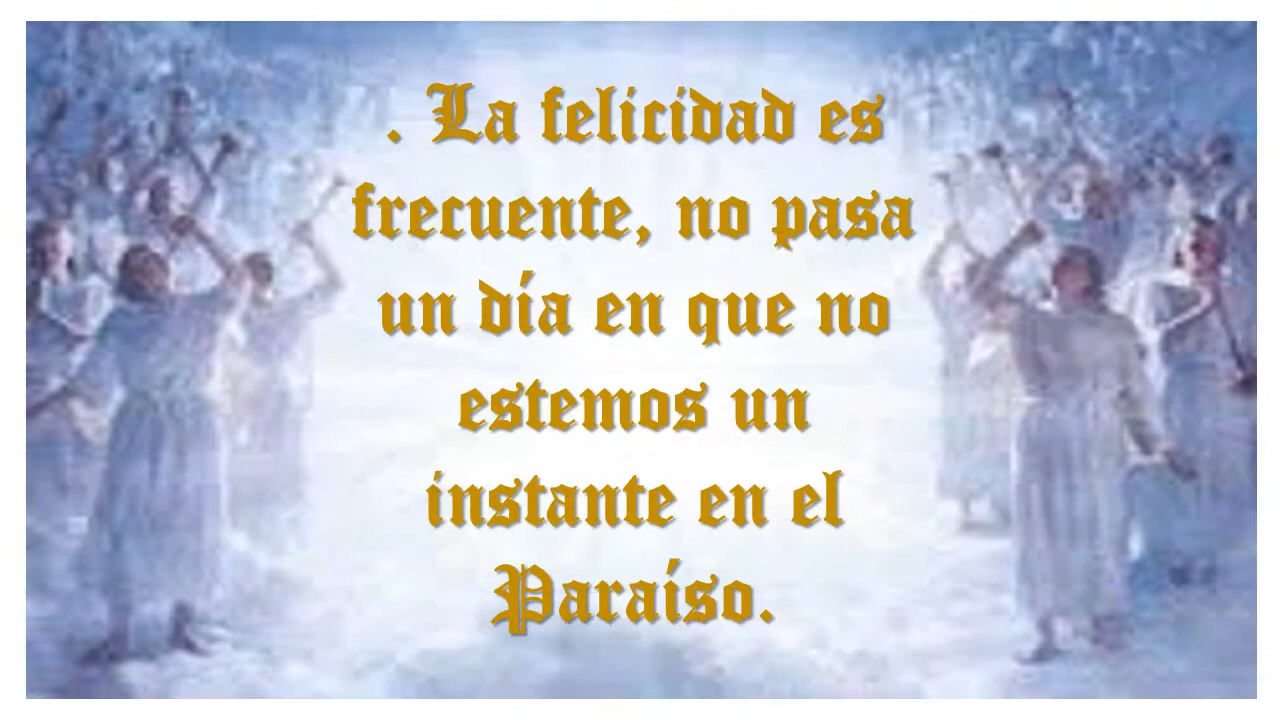 . La felicidad es
frecuente, no pasa
un día en que no
estemos un
instante en el
Paraíso.